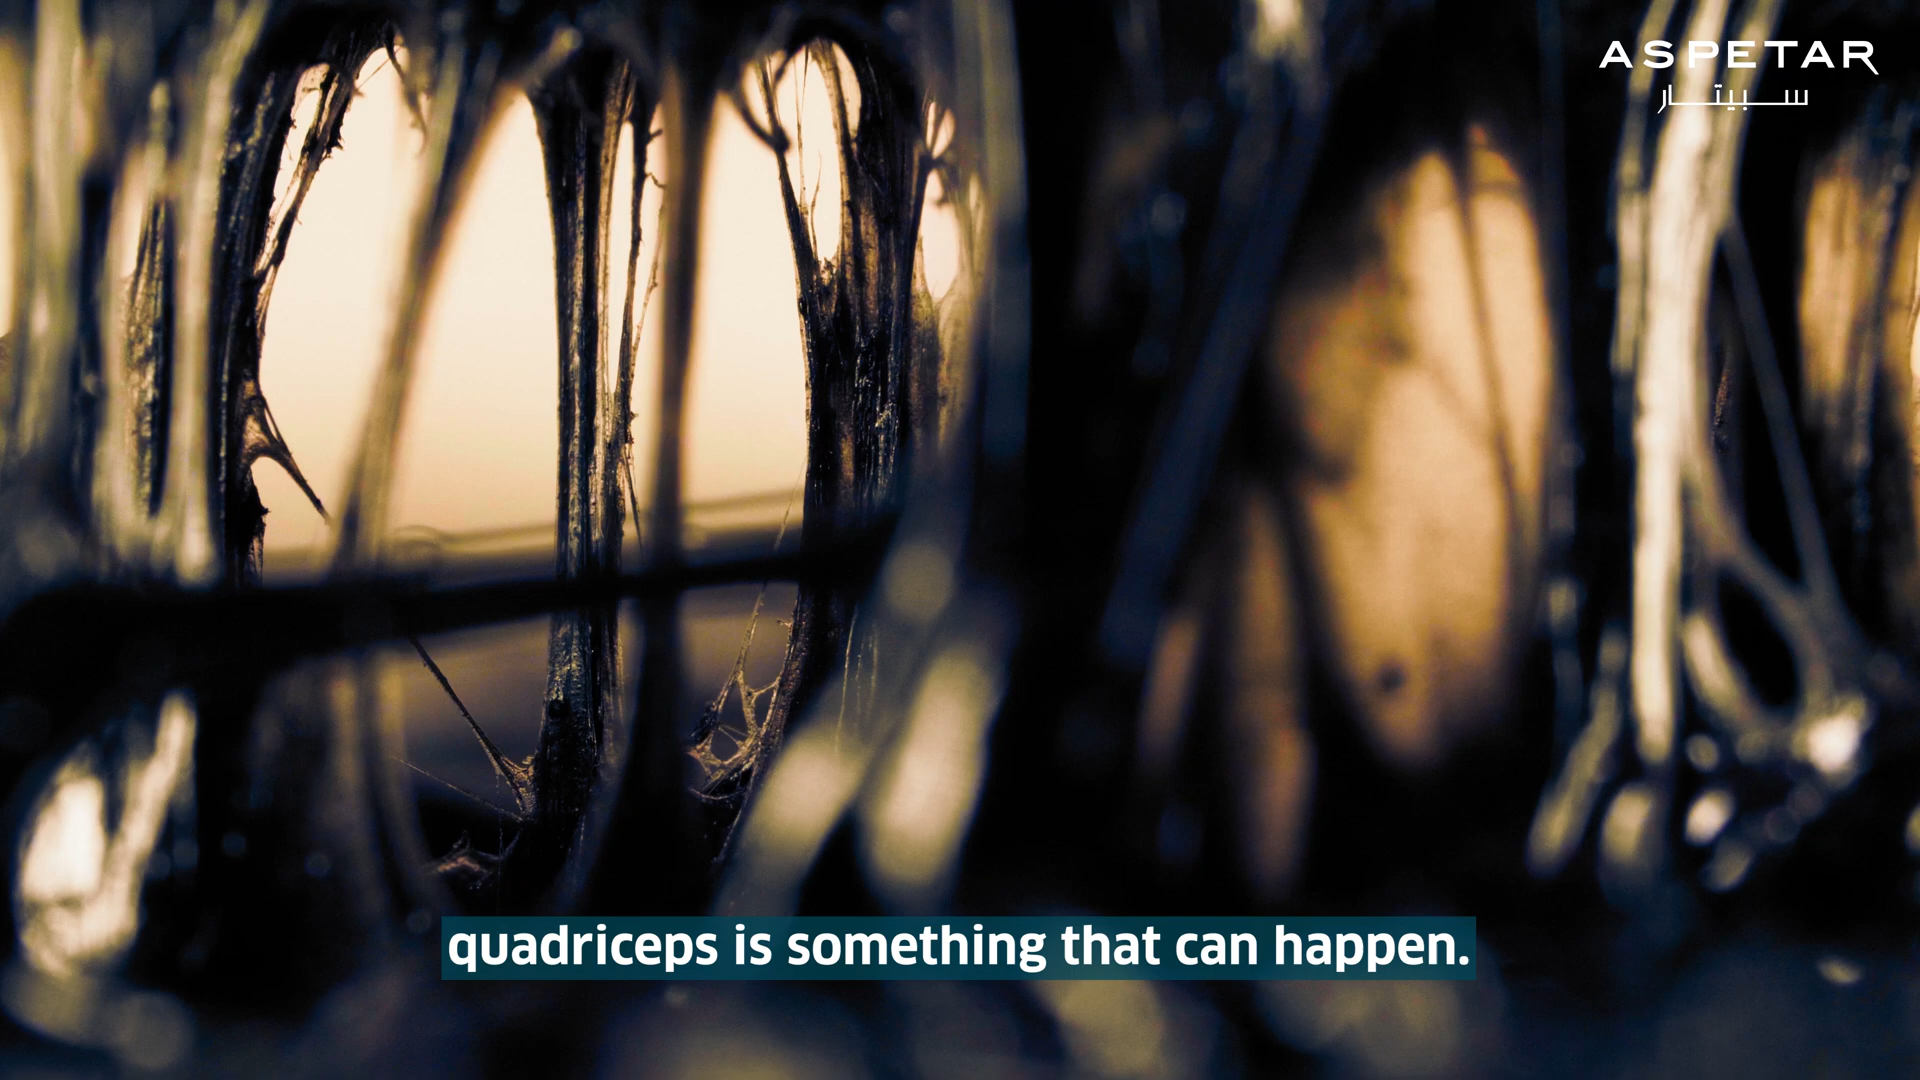 ASPETAR
سبيتار
quadriceps is something that can happen.